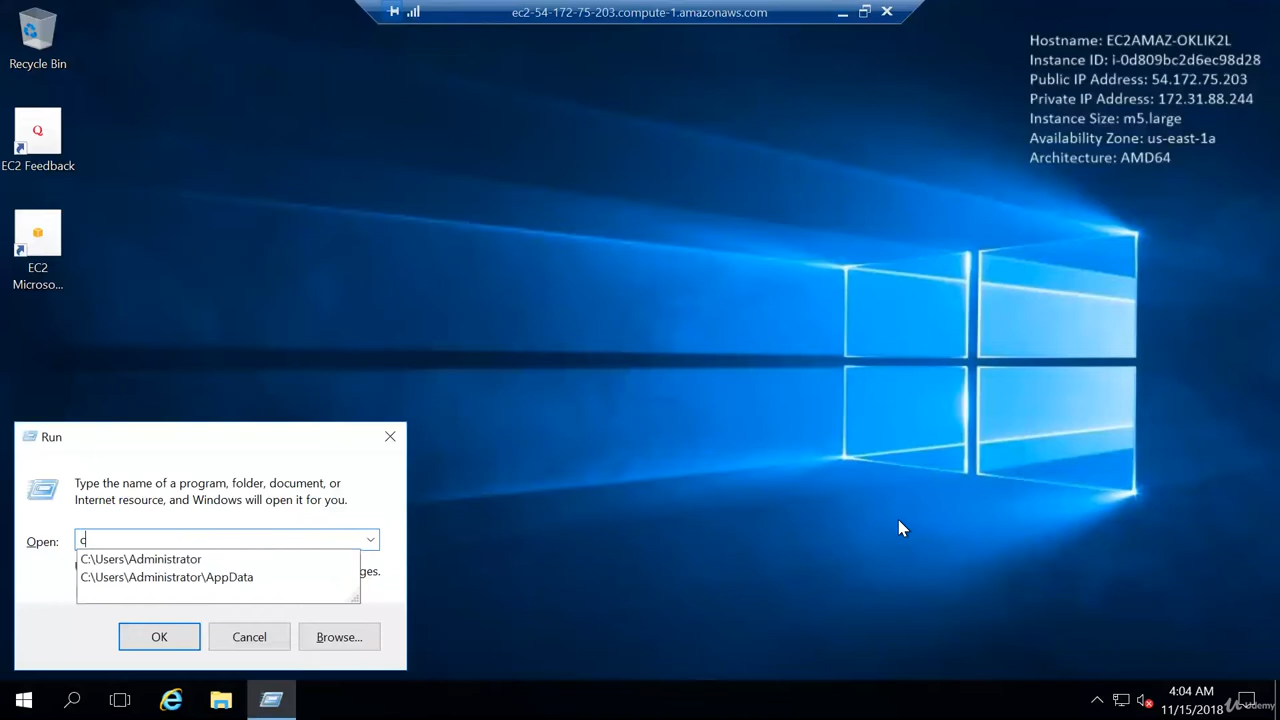 ec2-54-172-75-203.compute-1.amazonaws.com
Recycle Bin
EC2 Feedback
EC2
Microso...
Hostname: EC2AMAZ-OKLIK2L
Instance ID: i-0d809bc2d6ec98d28
Public IP Address: 54.172.75.203
Private IP Address: 172.31.88.244
Instance Size: m5.large
Availability Zone: us-east-1a
Architecture: AMD64
Run
Type the name of a program, folder, document, or
Internet resource, and Windows will open it for you.
Open: c
C:\Users\Administrator
C:\Users\Administrator\AppData
ges.
OK Cancel Browse...
4:04 AM
11/15/2018
Udemy